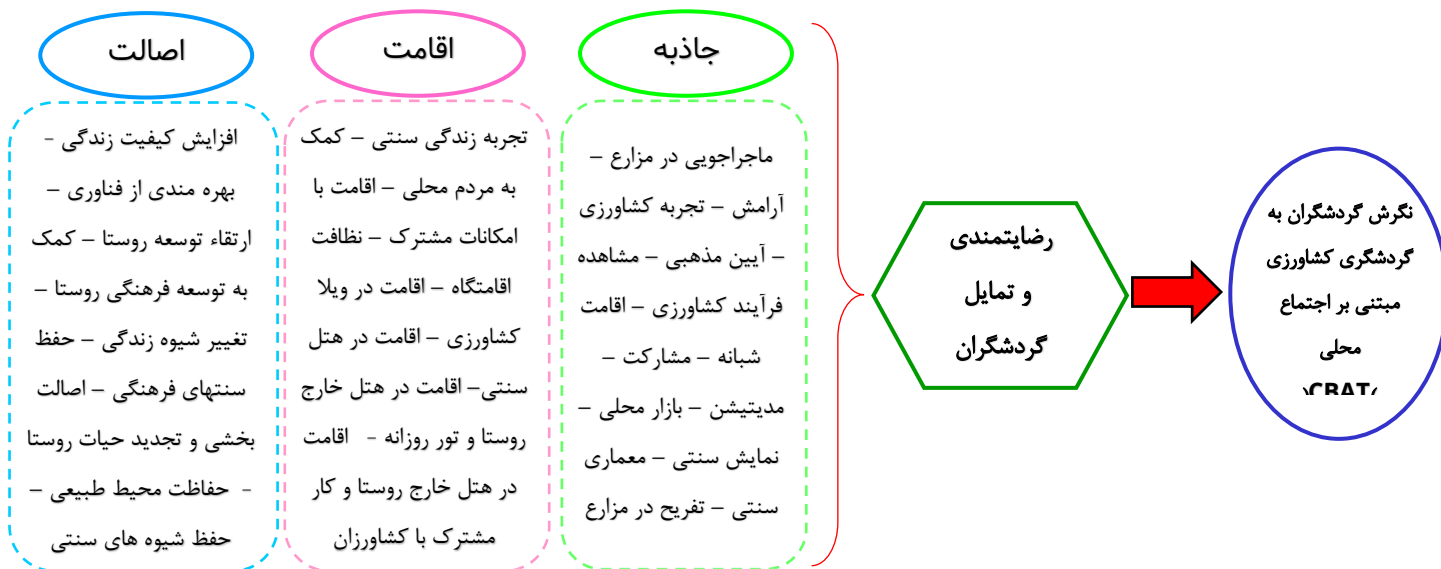 جاذبه
ماجراجویی در مزارع –
آرامش – تجربه کشاورزی
– آیین مذهبی – مشاهده
فرآیند کشاورزی – اقامت
شبانه – مشارکت –
مدیتیشن – بازار محلی –
نمایش سنتی – معماری
سنتی – تفریح در مزارع
اقامت
تجربه زندگی سنتی – کمک
به مردم محلی – اقامت با
امکانات مشترک – نظافت
اقامتگاه – اقامت در ویلا
کشاورزی – اقامت در هتل
سنتی– اقامت در هتل خارج
روستا و تور روزانه - اقامت
در هتل خارج روستا و کار
مشترک با کشاورزان
اصالت
افزایش کیفیت زندگی -
بهره مندی از فناوری –
ارتقاء توسعه روستا – کمک
به توسعه فرهنگی روستا –
تغییر شیوه زندگی – حفظ
سنتهای فرهنگی – اصالت
بخشی و تجدید حیات روستا
- حفاظت محیط طبیعی –
حفظ شیوه های سنتی
رضایتمندی
و تمایل
گردشگران
نگرش گردشگران به
گردشگری کشاورزی
مبتنی بر اجتماع
محلی
(CBAT)